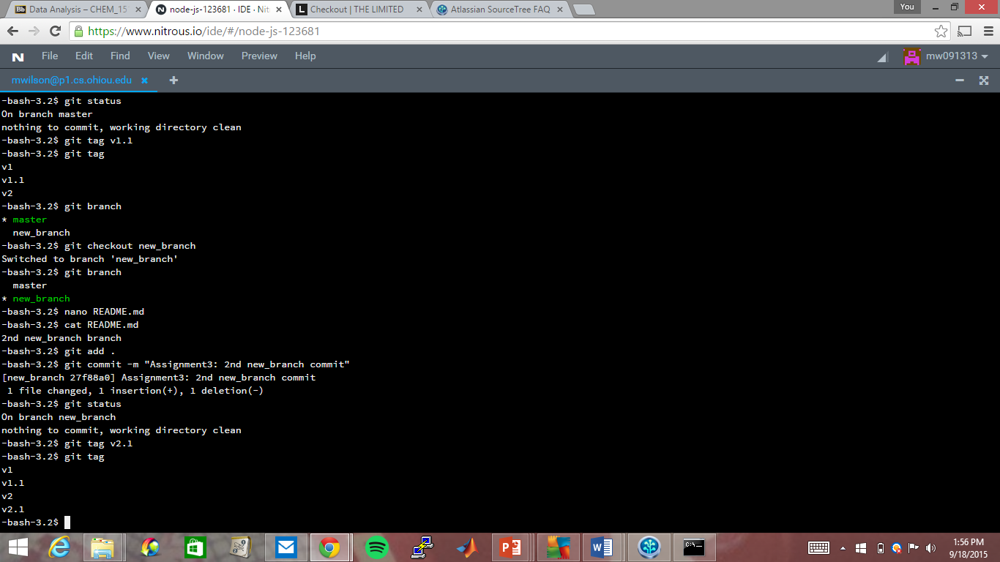 Bb Data Analysis – CHEM_15
node-js-123681 · IDE · Nit
L Checkout | THE LIMITED
Atlassian SourceTree FAQ
You
https://www.nitrous.io/ide/#/node-js-123681
N File Edit Find View Window Preview Help
mw091313
mwilson@p1.cs.ohiou.edu
-bash-3.2$ git status
On branch master
nothing to commit, working directory clean
-bash-3.2$ git tag v1.1
-bash-3.2$ git tag
v1
v1.1
v2
-bash-3.2$ git branch
* master
  new_branch
-bash-3.2$ git checkout new_branch
Switched to branch 'new_branch'
-bash-3.2$ git branch
  master
* new_branch
-bash-3.2$ nano README.md
-bash-3.2$ cat README.md
2nd new_branch branch
-bash-3.2$ git add .
-bash-3.2$ git commit -m "Assignment3: 2nd new_branch commit"
[new_branch 27f88a0] Assignment3: 2nd new_branch commit
 1 file changed, 1 insertion(+), 1 deletion(-)
-bash-3.2$ git status
On branch new_branch
nothing to commit, working directory clean
-bash-3.2$ git tag v2.1
-bash-3.2$ git tag
v1
v1.1
v2
v2.1
-bash-3.2$
1:56 PM
9/18/2015